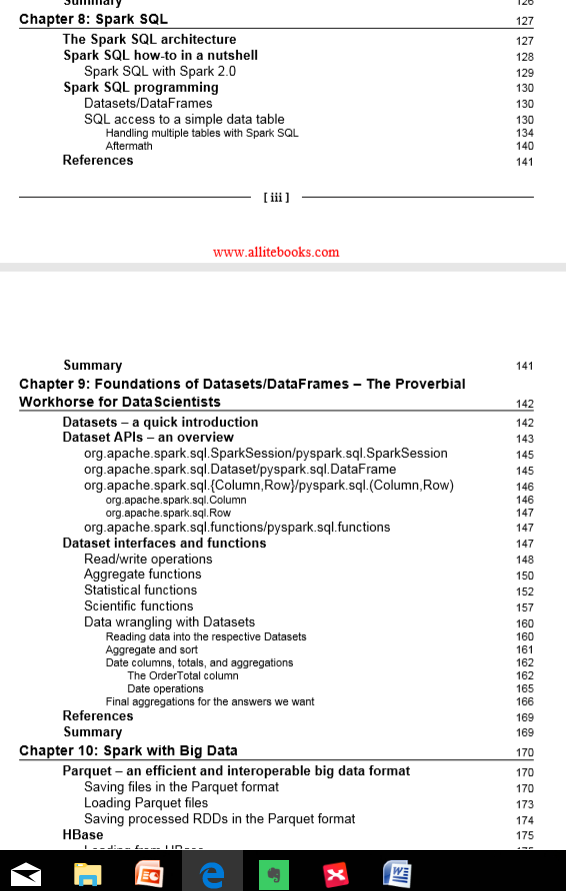 Summary 126
Chapter 8: Spark SQL 127
The Spark SQL architecture 127
Spark SQL how-to in a nutshell 128
Spark SQL with Spark 2.0 129
Spark SQL programming 130
Datasets/DataFrames 130
SQL access to a simple data table 130
Handling multiple tables with Spark SQL 134
Aftermath 140
References 141
[ iii ]
www.allitebooks.com
Summary 141
Chapter 9: Foundations of Datasets/DataFrames – The Proverbial
Workhorse for DataScientists 142
Datasets – a quick introduction 142
Dataset APIs – an overview 143
org.apache.spark.sql.SparkSession/pyspark.sql.SparkSession 145
org.apache.spark.sql.Dataset/pyspark.sql.DataFrame 145
org.apache.spark.sql.{Column,Row}/pyspark.sql.(Column,Row) 146
org.apache.spark.sql.Column 146
org.apache.spark.sql.Row 147
org.apache.spark.sql.functions/pyspark.sql.functions 147
Dataset interfaces and functions 147
Read/write operations 148
Aggregate functions 150
Statistical functions 152
Scientific functions 157
Data wrangling with Datasets 160
Reading data into the respective Datasets 160
Aggregate and sort 161
Date columns, totals, and aggregations 162
The OrderTotal column 162
Date operations 165
Final aggregations for the answers we want 166
References 169
Summary 169
Chapter 10: Spark with Big Data 170
Parquet – an efficient and interoperable big data format 170
Saving files in the Parquet format 170
Loading Parquet files 173
Saving processed RDDs in the Parquet format 174
HBase 175
Loading from HBase 175